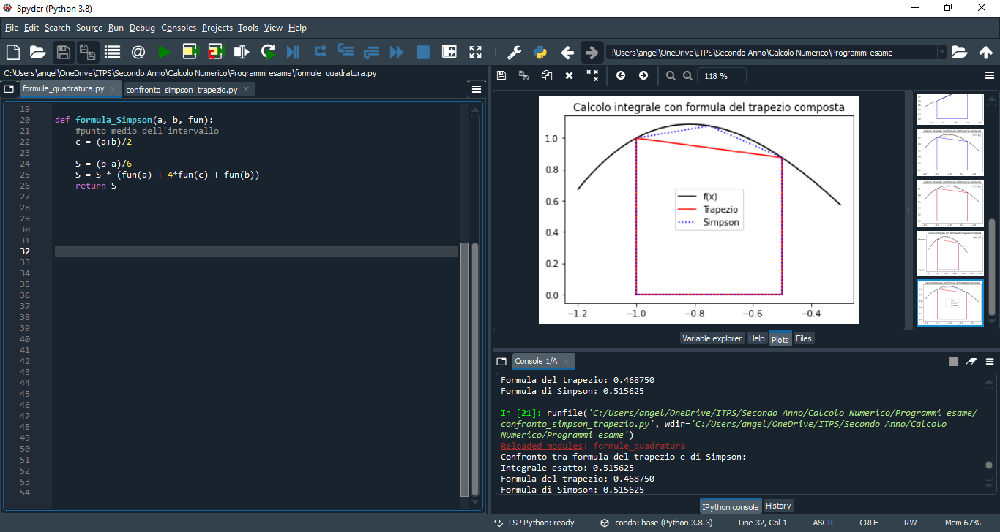 Spyder (Python 3.8)
File Edit Search Source Run Debug Consoles Projects Tools View Help
:\Users\angel\OneDrive\ITPS\Secondo Anno\Calcolo Numerico\Programmi esame
C:\Users\angel\OneDrive\ITPS\Secondo Anno\Calcolo Numerico\Programmi esame\formule_quadratura.py
formule_quadratura.py
confronto_simpson_trapezio.py
19
20 def formula_Simpson(a, b, fun):
21 #punto medio dell'intervallo
22 c = (a+b)/2
23
24 S = (b-a)/6
25 S = S * (fun(a) + 4*fun(c) + fun(b))
26 return S
27
28
29
30
31
32
33
34
35
36
37
38
39
40
41
42
43
44
45
46
47
48
49
50
51
52
53
54
118 %
Calcolo integrale con formula del trapezio composta
1.0
0.8
0.6
0.4
0.2
0.0
f(x)
Trapezio
Simpson
−1.2 −1.0 −0.8 −0.6 −0.4
Variable explorer Help Plots Files
Console 1/A
Formula del trapezio: 0.468750
Formula di Simpson: 0.515625
In [21]: runfile('C:/Users/angel/OneDrive/ITPS/Secondo Anno/Calcolo Numerico/Programmi esame/
confronto_simpson_trapezio.py', wdir='C:/Users/angel/OneDrive/ITPS/Secondo Anno/Calcolo
Numerico/Programmi esame')
Reloaded modules: formule_quadratura
Confronto tra formula del trapezio e di Simpson:
Integrale esatto: 0.515625
Formula del trapezio: 0.468750
Formula di Simpson: 0.515625
IPython console History
LSP Python: ready conda: base (Python 3.8.3) Line 32, Col 1 ASCII CRLF RW Mem 67%